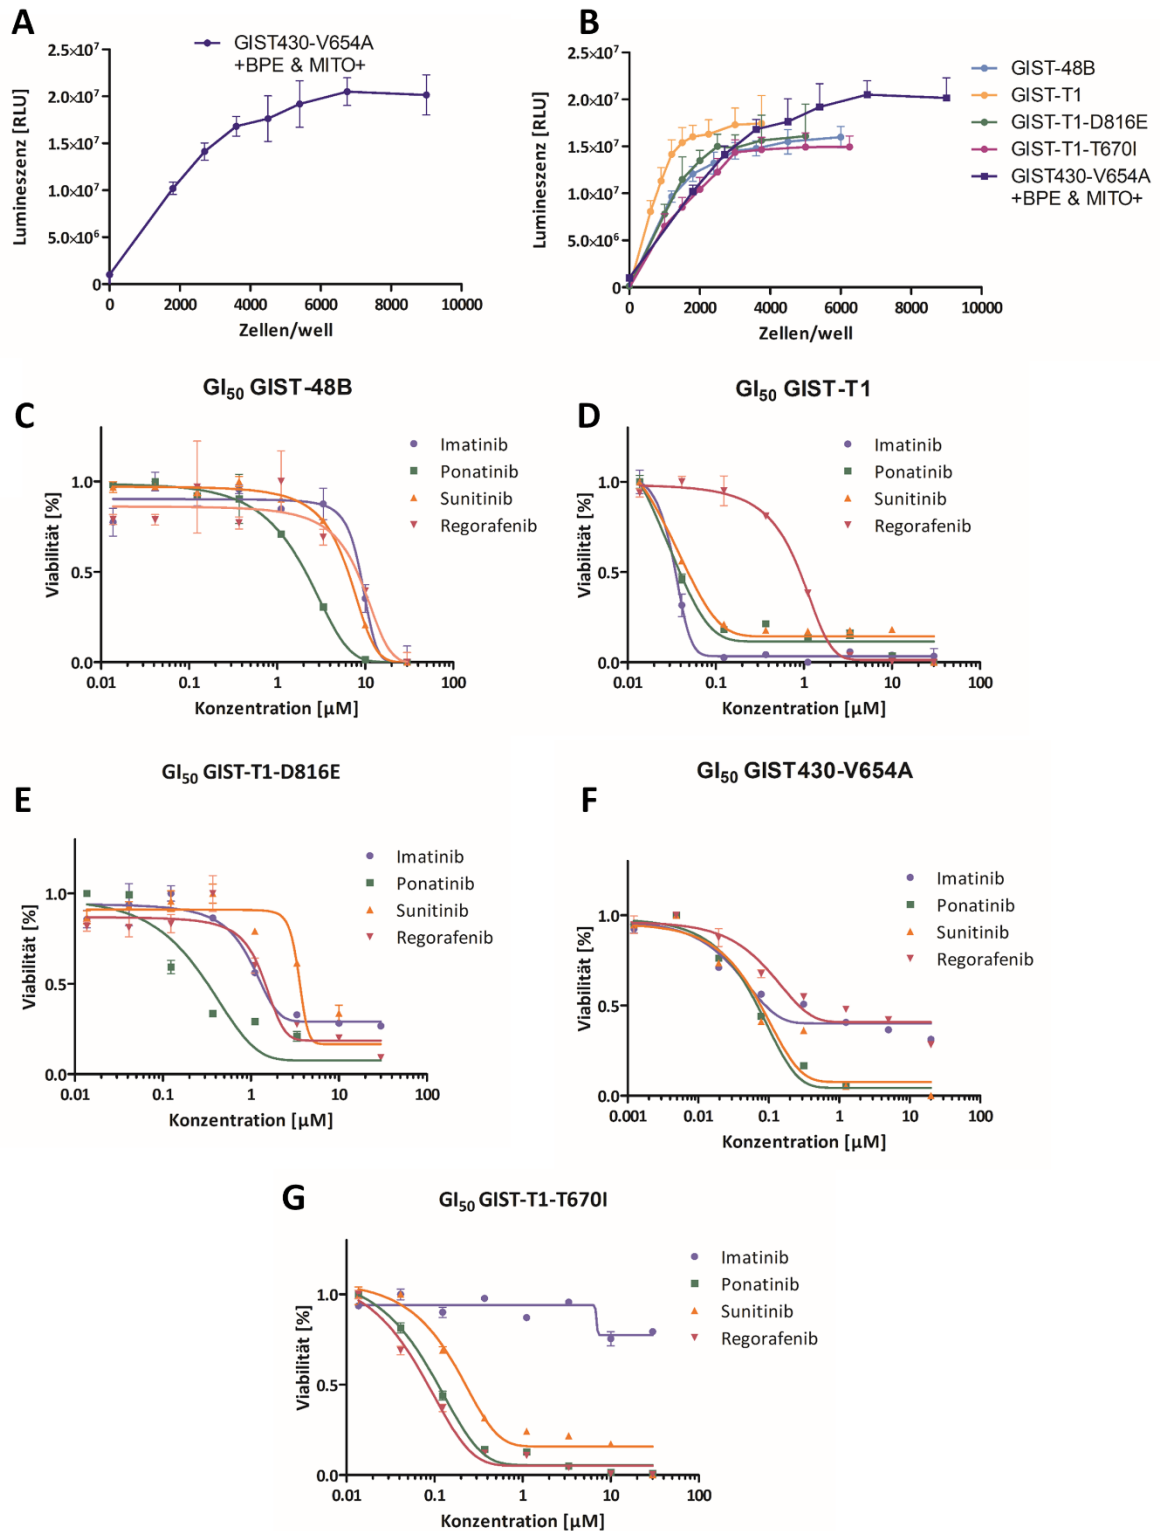 A
GIST430-V654A
+BPE & MITO+
2.5×10⁷
2.0×10⁷
1.5×10⁷
1.0×10⁷
5.0×10⁶
0
Lumineszenz [RLU]
0 2000 4000 6000 8000 10000
Zellen/well
B
GIST-48B
GIST-T1
GIST-T1-D816E
GIST-T1-T670I
GIST430-V654A
+BPE & MITO+
2.5×10⁷
2.0×10⁷
1.5×10⁷
1.0×10⁷
5.0×10⁶
0
Lumineszenz [RLU]
0 2000 4000 6000 8000 10000
Zellen/well
C
GI₅₀ GIST-48B
Imatinib
Ponatinib
Sunitinib
Regorafenib
1.0
0.5
0.0
Viabilität [%]
0.01 0.1 1 10 100
Konzentration [µM]
D
GI₅₀ GIST-T1
Imatinib
Ponatinib
Sunitinib
Regorafenib
1.0
0.5
0.0
Viabilität [%]
0.01 0.1 1 10 100
Konzentration [µM]
E
GI₅₀ GIST-T1-D816E
Imatinib
Ponatinib
Sunitinib
Regorafenib
1.0
0.5
0.0
Viabilität [%]
0.01 0.1 1 10 100
Konzentration [µM]
F
GI₅₀ GIST430-V654A
Imatinib
Ponatinib
Sunitinib
Regorafenib
1.0
0.5
0.0
Viabilität [%]
0.001 0.01 0.1 1 10 100
Konzentration [µM]
G
GI₅₀ GIST-T1-T670I
Imatinib
Ponatinib
Sunitinib
Regorafenib
1.0
0.5
0.0
Viabilität [%]
0.01 0.1 1 10 100
Konzentration [µM]